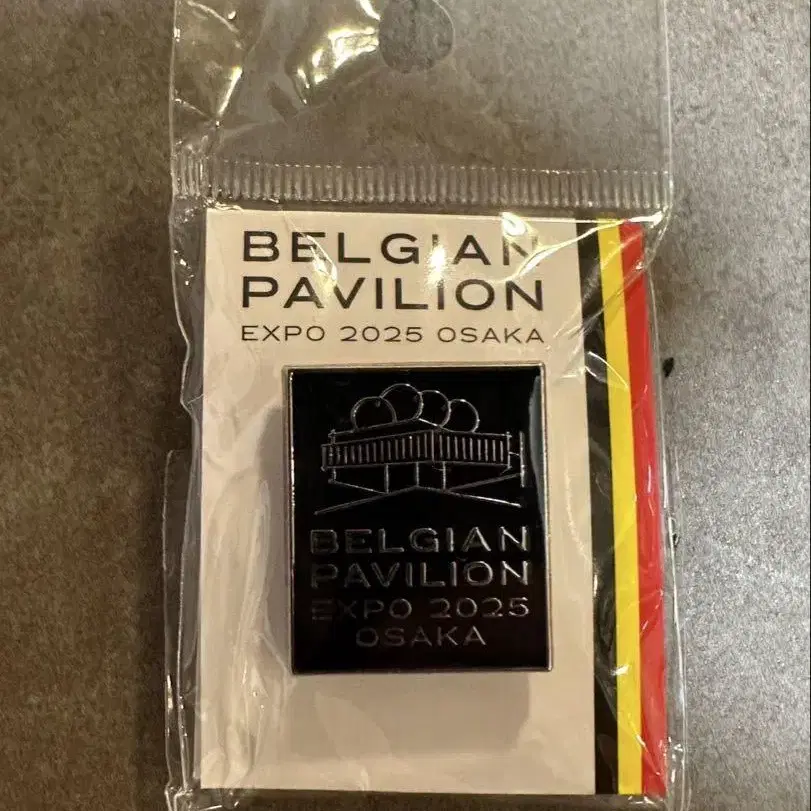 BELGIAN
PAVILION
EXPO 2025 OSAKA
BELGIAN
PAVILION
EXPO 2025
OSAKA